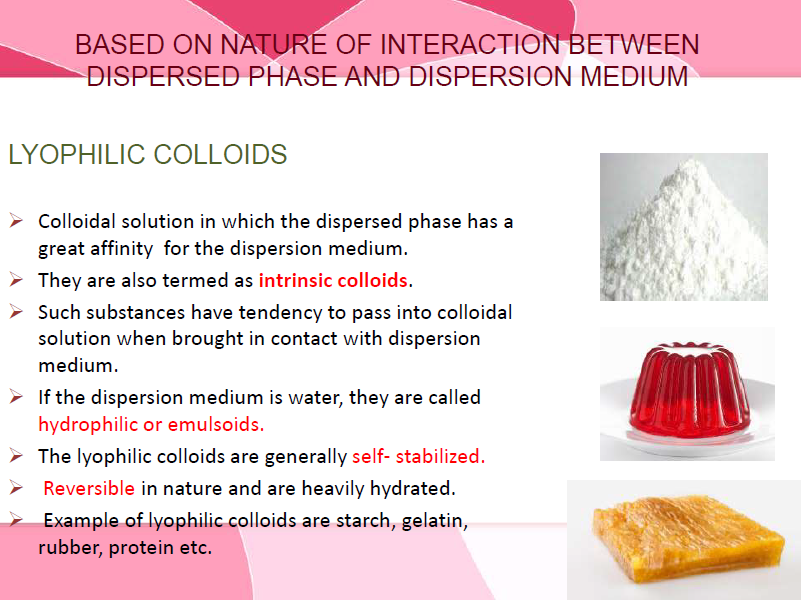 BASED ON NATURE OF INTERACTION BETWEEN
DISPERSED PHASE AND DISPERSION MEDIUM
LYOPHILIC COLLOIDS
➢ Colloidal solution in which the dispersed phase has a
great affinity  for the dispersion medium.
➢ They are also termed as intrinsic colloids.
➢ Such substances have tendency to pass into colloidal
solution when brought in contact with dispersion
medium.
➢ If the dispersion medium is water, they are called
hydrophilic or emulsoids.
➢ The lyophilic colloids are generally self- stabilized.
➢ Reversible in nature and are heavily hydrated.
➢ Example of lyophilic colloids are starch, gelatin,
rubber, protein etc.